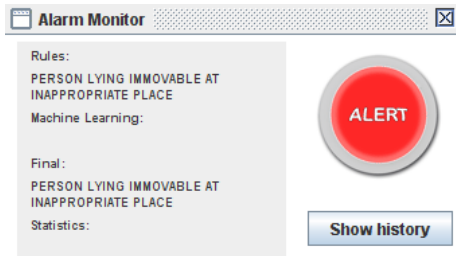 Alarm Monitor
Rules:
PERSON LYING IMMOVABLE AT
INAPPROPRIATE PLACE
Machine Learning:
Final:
PERSON LYING IMMOVABLE AT
INAPPROPRIATE PLACE
Statistics:
ALERT
Show history